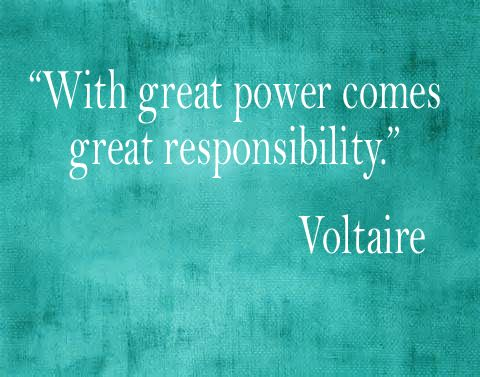 “With great power comes
great responsibility.”
Voltaire